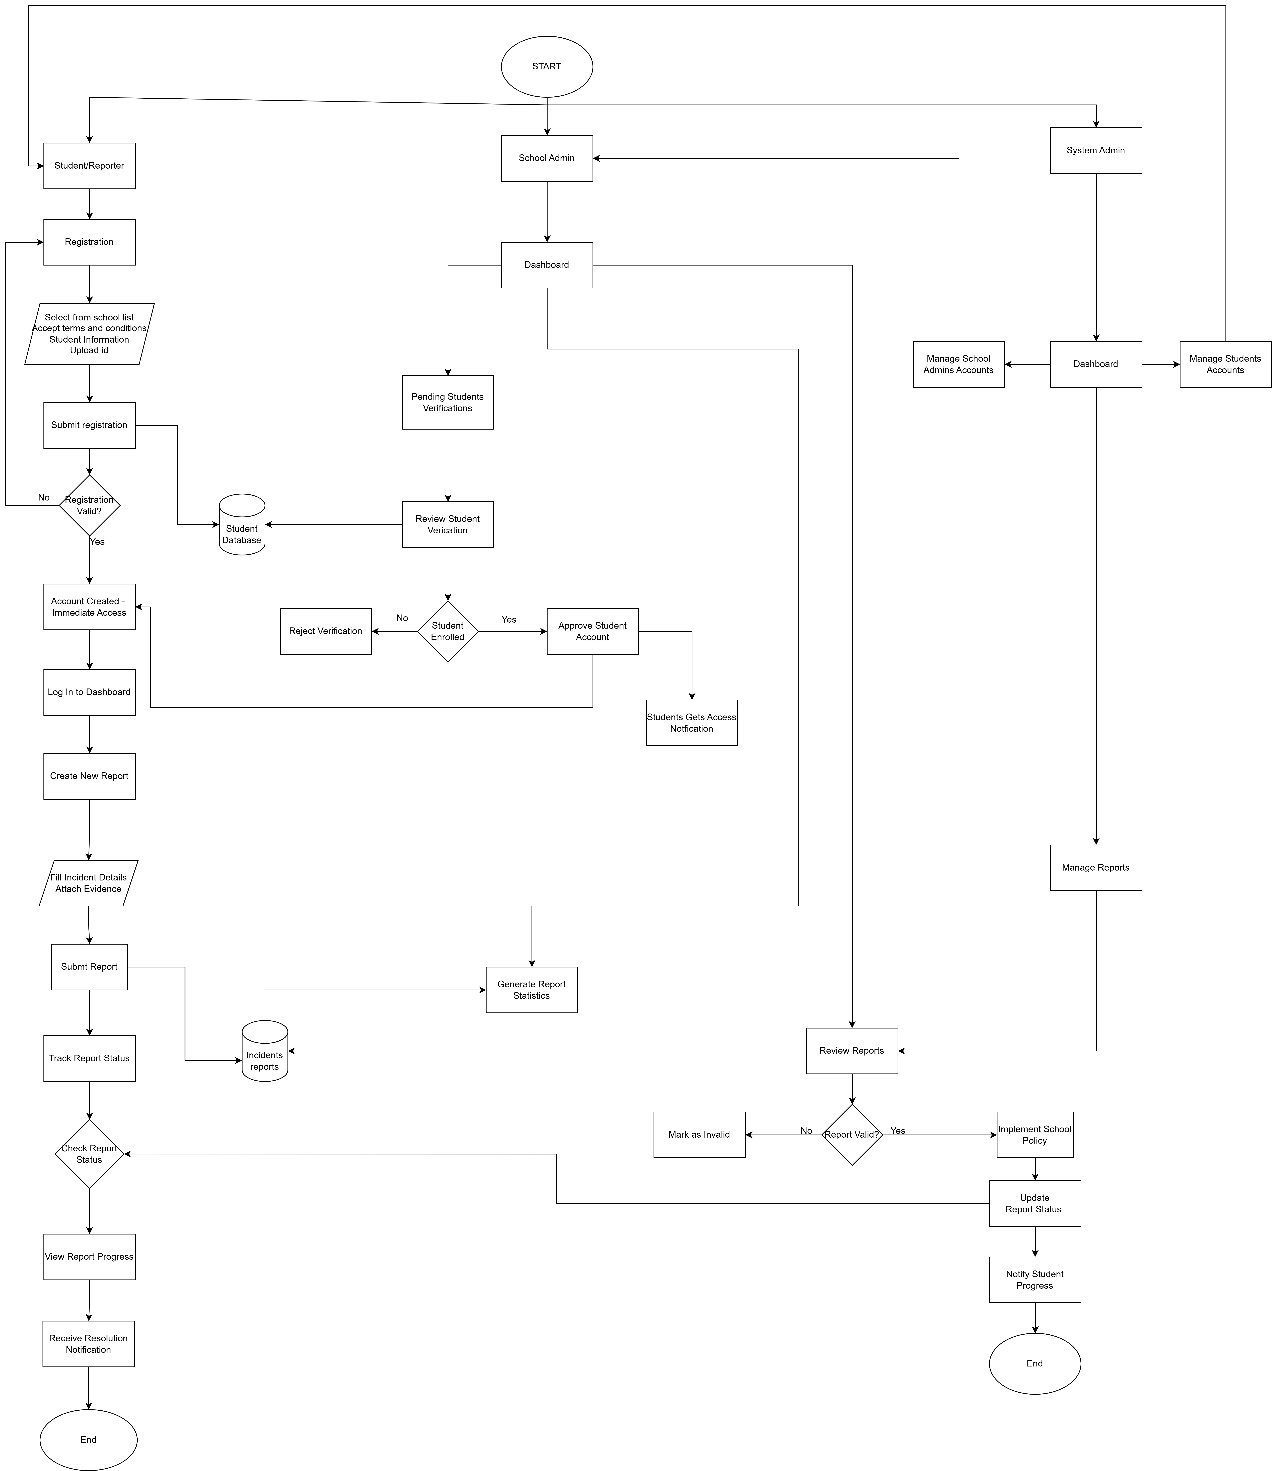 START
Student/Reporter
School Admin
System Admin
Registration
Dashboard
Select from school list
Accept terms and conditions
Student Information
Upload id
Manage School
Admins Accounts
Dashboard
Manage Students
Accounts
Pending Students
Verifications
Submit registration
No
Registration
Valid?
Yes
Student
Database
Review Student
Verication
Account Created -
Immediate Access
Reject Verification
No
Student
Enrolled
Yes
Approve Student
Account
Log In to Dashboard
Students Gets Access
Notfication
Create New Report
Fill Incident Details
Attach Evidence
Manage Reports
Submt Report
Generate Report
Statistics
Track Report Status
Incidents
reports
Review Reports
Mark as Invalid
No
Report Valid?
Yes
Implement School
Policy
Check Report
Status
Update
Report Status
View Report Progress
Notify Student
Progress
Receive Resolution
Notification
End
End